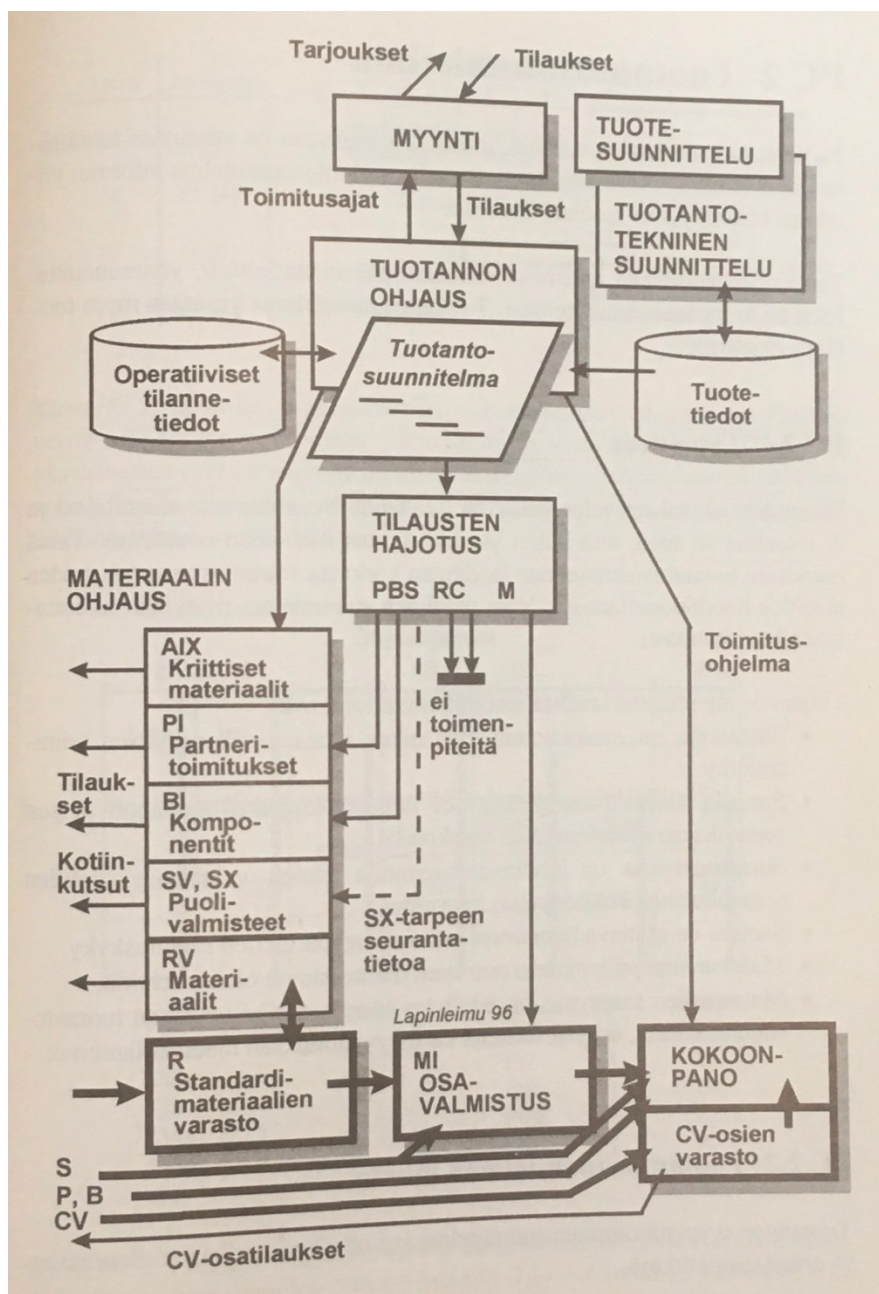 Tarjoukset
Tilaukset
MYYNTI
TUOTE-
SUUNNITTELU
Toimitusajat
Tilaukset
TUOTANTO-
TEKNINEN
SUUNNITTELU
TUOTANNON
OHJAUS
Tuotanto-
suunnitelma
Operatiiviset
tilanne-
tiedot
Tuote-
tiedot
TILAUSTEN
HAJOTUS
PBS RC M
MATERIAALIN
OHJAUS
AIX
Kriittiset
materiaalit
PI
Partneri-
toimitukset
BI
Kompo-
nentit
SV, SX
Puoli-
valmisteet
RV
Materi-
aalit
Tilauk-
set
Kotiin-
kutsut
ei
toimen-
piteitä
Toimitus-
ohjelma
SX-tarpeen
seuranta-
tietoa
Lapinleimu 96
R
Standardi-
materiaalien
varasto
MI
OSA-
VALMISTUS
KOKOON-
PANO
CV-osien
varasto
S
P, B
CV
CV-osatilaukset